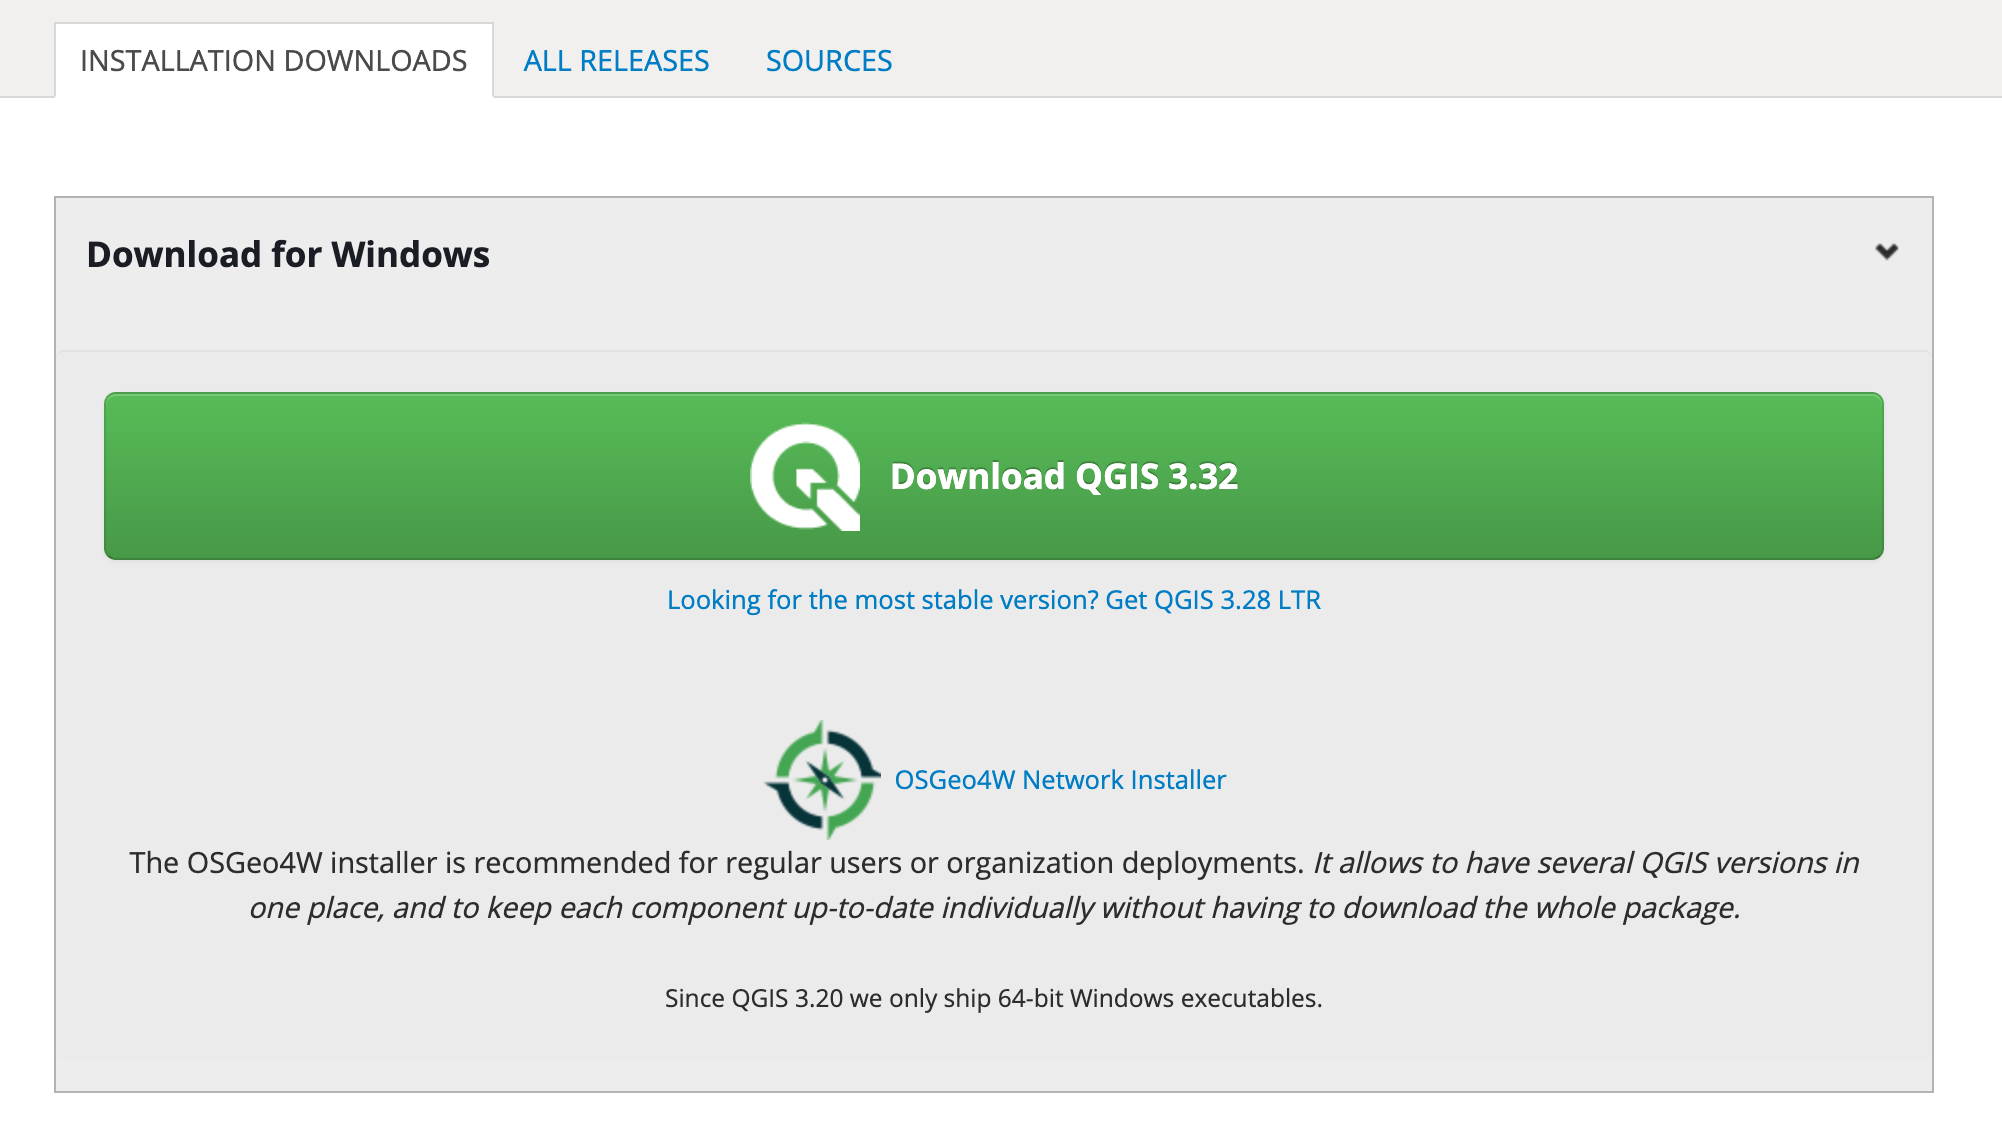 INSTALLATION DOWNLOADS ALL RELEASES SOURCES
Download for Windows
Download QGIS 3.32
Looking for the most stable version? Get QGIS 3.28 LTR
OSGeo4W Network Installer
The OSGeo4W installer is recommended for regular users or organization deployments. It allows to have several QGIS versions in
one place, and to keep each component up-to-date individually without having to download the whole package.
Since QGIS 3.20 we only ship 64-bit Windows executables.